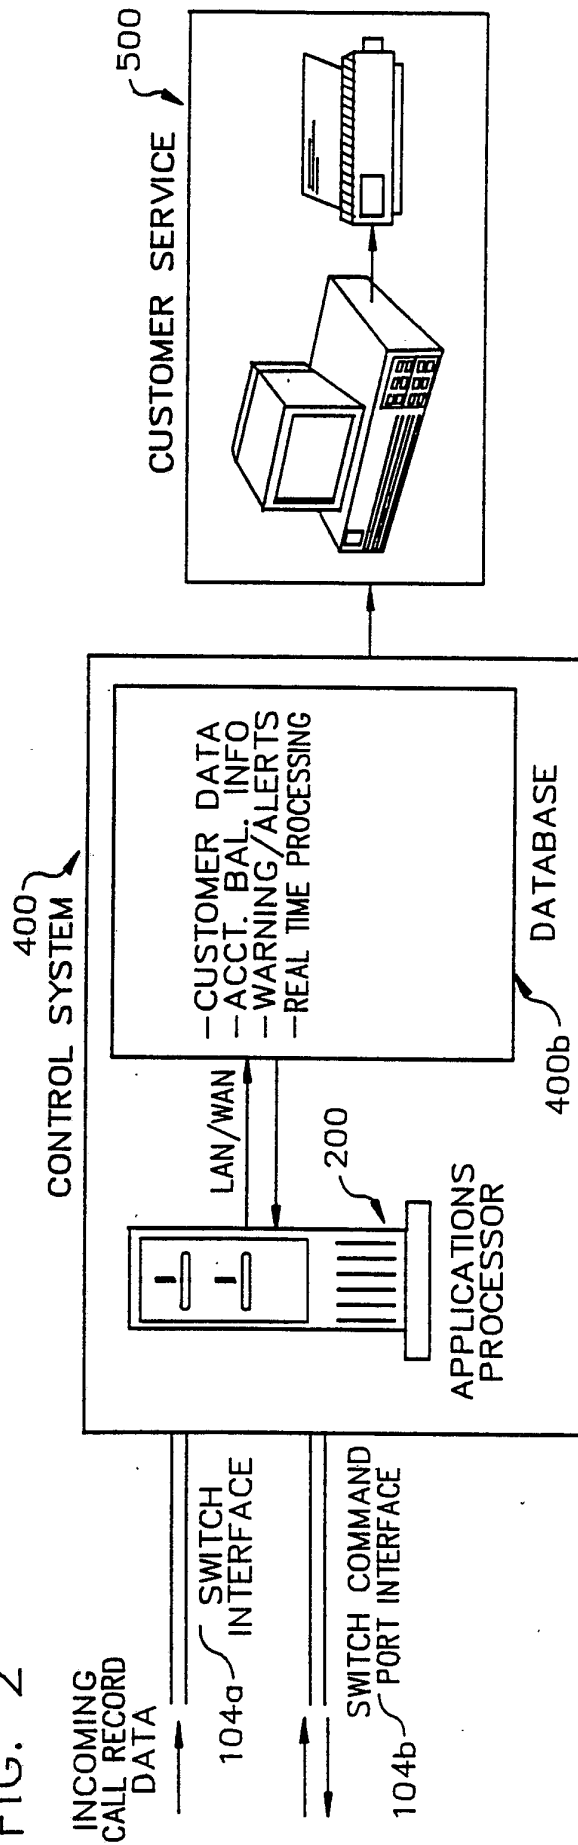 FIG. 2
INCOMING
CALL RECORD
DATA
104a
SWITCH
INTERFACE
SWITCH COMMAND
PORT INTERFACE
104b
400
CONTROL SYSTEM
LAN/WAN
200
APPLICATIONS
PROCESSOR
-CUSTOMER DATA
-ACCT. BAL. INFO
-WARNING/ALERTS
-REAL TIME PROCESSING
DATABASE
400b
CUSTOMER SERVICE
500